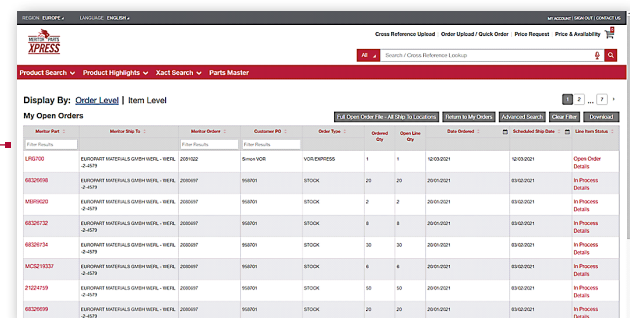 REGION: EUROPE LANGUAGE: ENGLISH MY ACCOUNT | SIGN OUT | CONTACT US
MERITOR PARTS
XPRESS
Cross Reference Upload Order Upload / Quick Order Price Request Price & Availability
All Search / Cross Reference Lookup
Product Search Product Highlights Xact Search Parts Master
Display By: Order Level | Item Level 1 2 ... 7
My Open Orders Full Open Order File - All Ship To Locations Return to My Orders Advanced Search Clear Filter Download
Meritor Part Meritor Ship To Meritor Order# Customer PO Order Type Ordered Qty Open Line Qty Date Ordered Scheduled Ship Date Line Item Status
Filter Results Filter Results Filter Results
LRG700 EUROPART MATERIALS GMBH WERL - WERL -2-4579 2091022 Simon VOR VOR/EXPRESS 1 1 12/03/2021 12/03/2021 Open Order Details
68326698 EUROPART MATERIALS GMBH WERL - WERL -2-4579 2080697 958701 STOCK 20 20 20/01/2021 03/02/2021 In Process Details
EUROPART MATERIALS GMBH WERL - WERL -2-4579 2080697 958701 STOCK 2 2 20/01/2021 03/02/2021 In Process Details
68326732 EUROPART MATERIALS GMBH WERL - WERL -2-4579 2080697 958701 STOCK 8 8 20/01/2021 03/02/2021 In Process Details
68326734 EUROPART MATERIALS GMBH WERL - WERL -2-4579 2080697 958701 STOCK 30 30 20/01/2021 03/02/2021 In Process Details
MCS219337 EUROPART MATERIALS GMBH WERL - WERL -2-4579 2080697 958701 STOCK 6 6 20/01/2021 03/02/2021 In Process Details
21224759 EUROPART MATERIALS GMBH WERL - WERL -2-4579 2080697 958701 STOCK 50 50 20/01/2021 03/02/2021 In Process Details
68326699 EUROPART MATERIALS GMBH WERL - WERL -2-4579 2080697 958701 STOCK 20 20 20/01/2021 03/02/2021 In Process Details